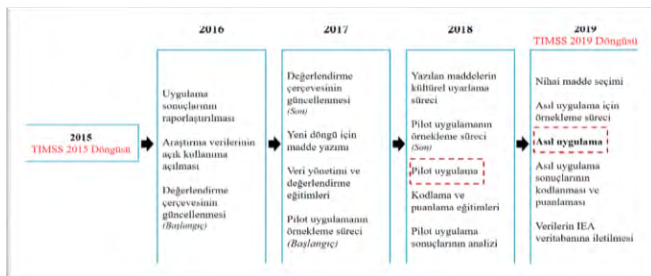 2015
TIMSS 2015 Döngüsü
2016
Uygulama
sonuçlarının
raporlaştırılması
Araştırma verilerinin
açık kullanıma
açılması
Değerlendirme
çerçevesinin
güncellenmesi
(Başlangıç)
2017
Değerlendirme
çerçevesinin
güncellenmesi
(Son)
Yeni döngü için
madde yazımı
Veri yönetimi ve
değerlendirme
eğitimleri
Pilot uygulamanın
örnekleme süreci
(Başlangıç)
2018
Yazılan maddelerin
kültürel uyarlama
süreci
Pilot uygulamanın
örnekleme süreci
(Son)
Pilot uygulama
Kodlama ve
puanlama eğitimleri
Pilot uygulama
sonuçlarının analizi
2019
TIMSS 2019 Döngüsü
Nihai madde seçimi
Asıl uygulama için
örnekleme süreci
Asıl uygulama
Asıl uygulama
sonuçlarının
kodlanması ve
puanlaması
Verilerin IEA
veritabanına iletilmesi